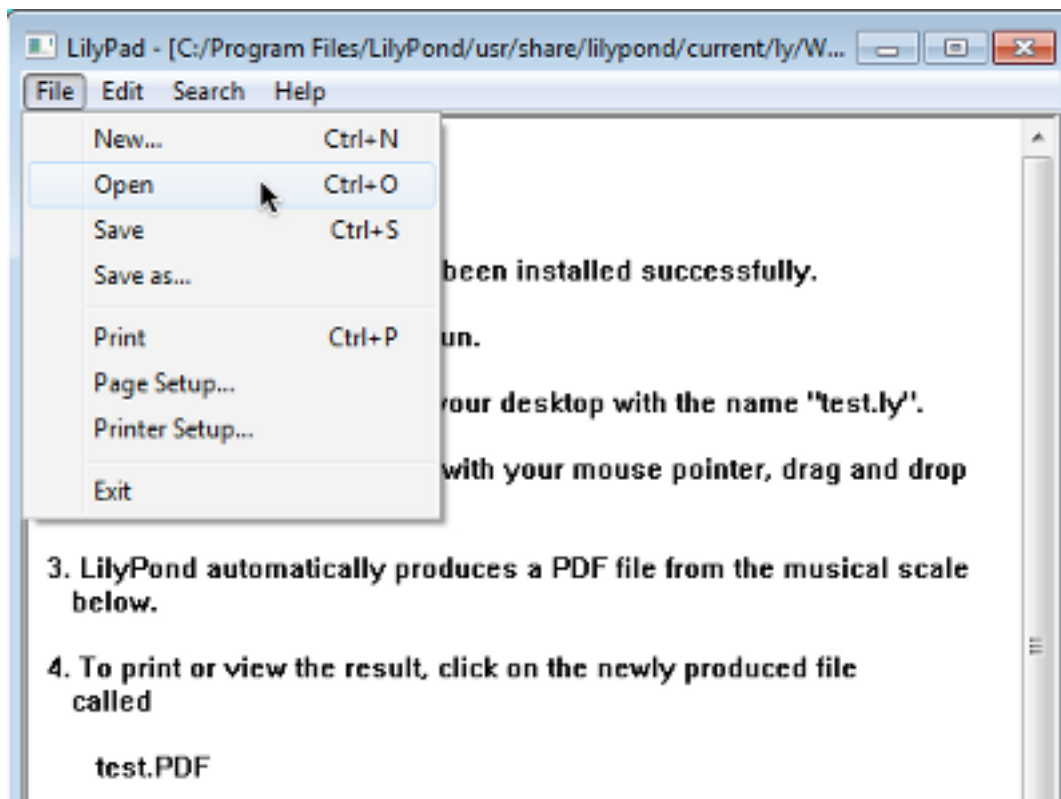 LilyPad - [C:/Program Files/LilyPond/usr/share/lilypond/current/ly/W...
File Edit Search Help
New... Ctrl+N
Open Ctrl+O
Save Ctrl+S
Save as...
been installed successfully.
Print Ctrl+P
un.
Page Setup...
your desktop with the name "test.ly".
Printer Setup...
with your mouse pointer, drag and drop
Exit
3. LilyPond automatically produces a PDF file from the musical scale
below.
4. To print or view the result, click on the newly produced file
called
test.PDF